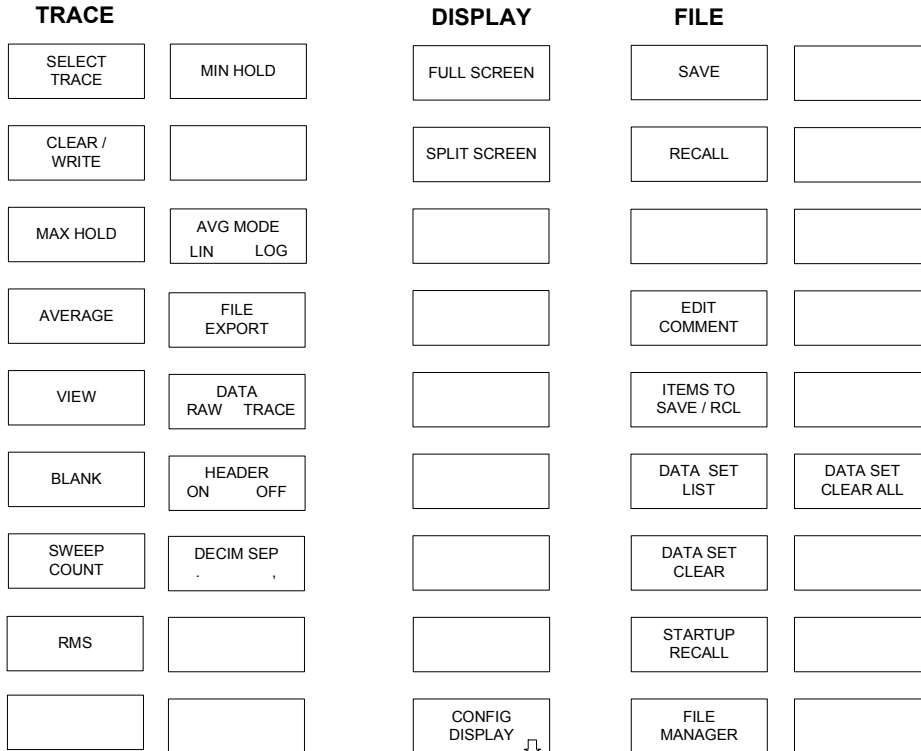 TRACE
DISPLAY
FILE
SELECT
TRACE
MIN HOLD
FULL SCREEN
SAVE
CLEAR /
WRITE
SPLIT SCREEN
RECALL
MAX HOLD
AVG MODE
LIN LOG
AVERAGE
FILE
EXPORT
EDIT
COMMENT
VIEW
DATA
RAW TRACE
ITEMS TO
SAVE / RCL
BLANK
HEADER
ON OFF
DATA SET
LIST
DATA SET
CLEAR ALL
SWEEP
COUNT
DECIM SEP
. ,
DATA SET
CLEAR
RMS
STARTUP
RECALL
CONFIG
DISPLAY
FILE
MANAGER